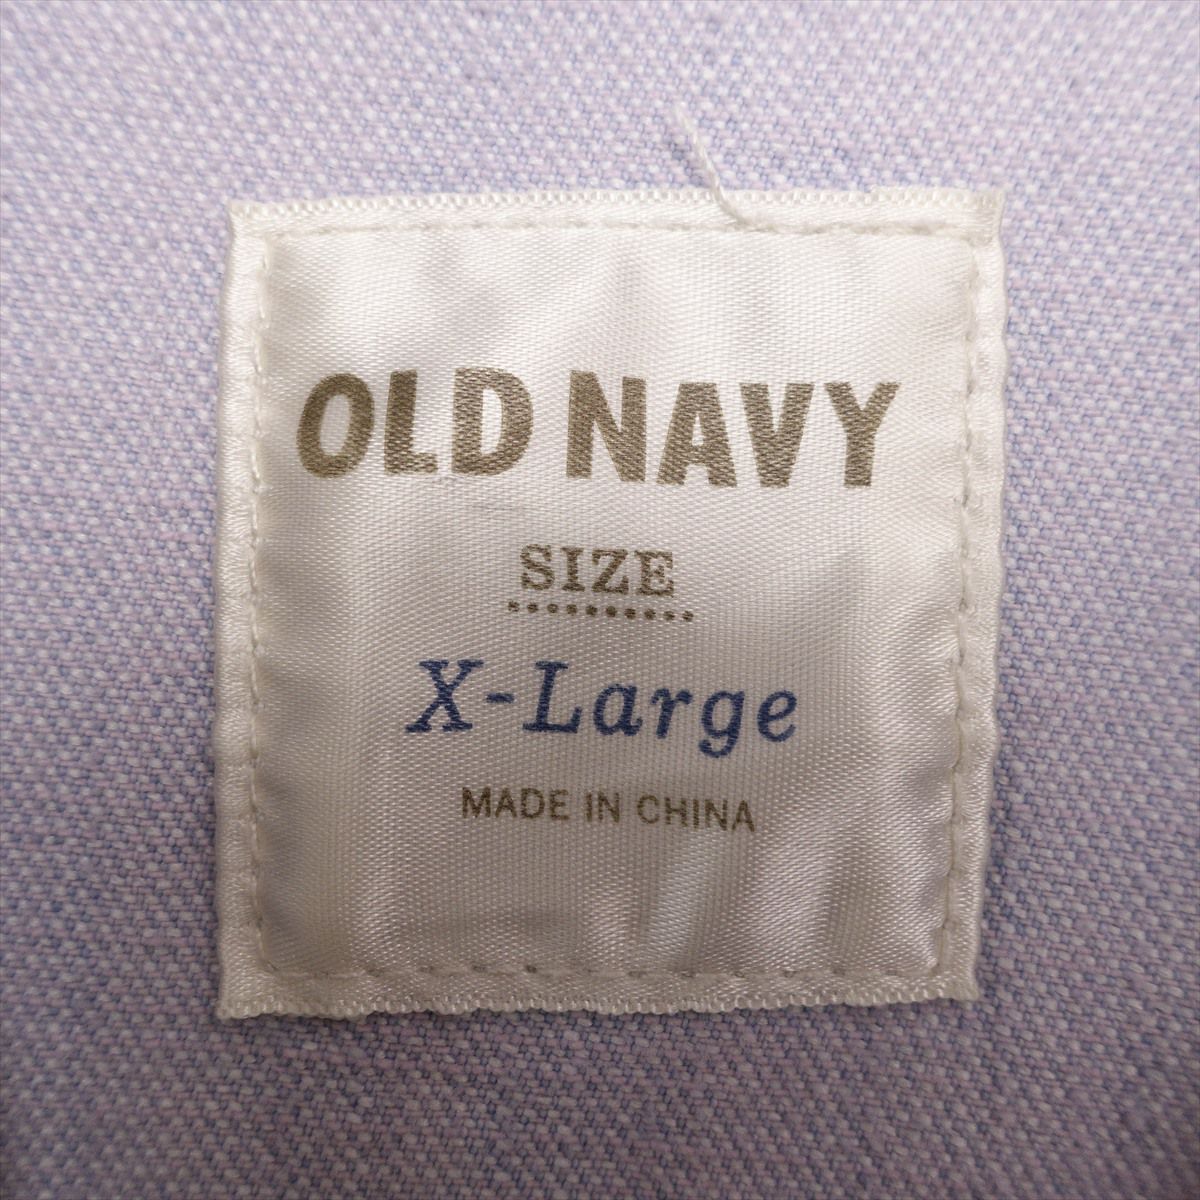 OLD NAVY
SIZE
X-Large
MADE IN CHINA